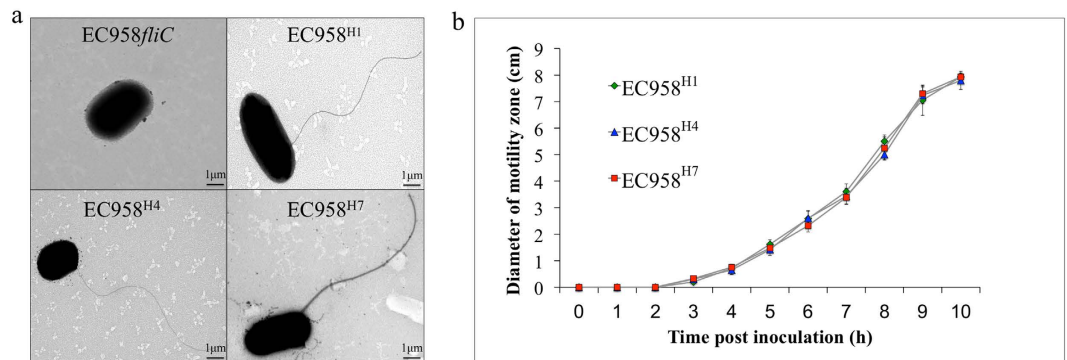 a
EC958fliC
EC958H1
1μm
1μm
EC958H4
EC958H7
1μm
1μm
b
9
8
7
6
5
4
3
2
1
0
Diameter of motility zone (cm)
EC958H1
EC958H4
EC958H7
0 1 2 3 4 5 6 7 8 9 10
Time post inoculation (h)